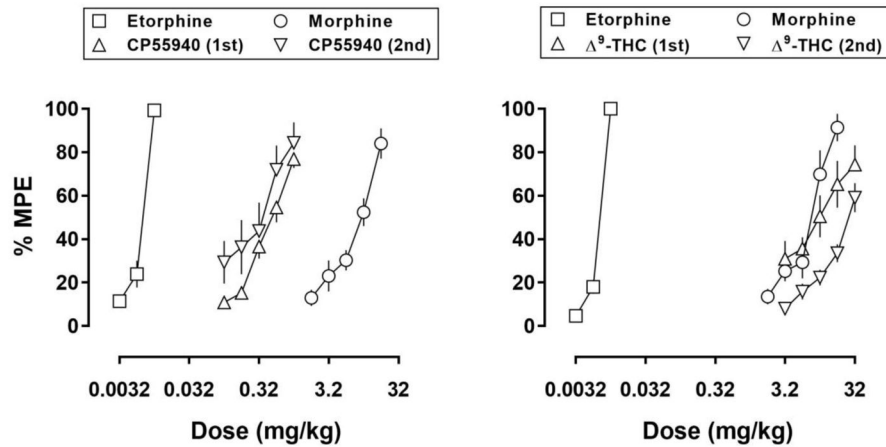 Etorphine Morphine
CP55940 (1st) CP55940 (2nd)
Etorphine Morphine
Δ⁹-THC (1st) Δ⁹-THC (2nd)
% MPE
100
80
60
40
20
0
0.0032 0.032 0.32 3.2 32
Dose (mg/kg)
100
80
60
40
20
0
0.0032 0.032 0.32 3.2 32
Dose (mg/kg)